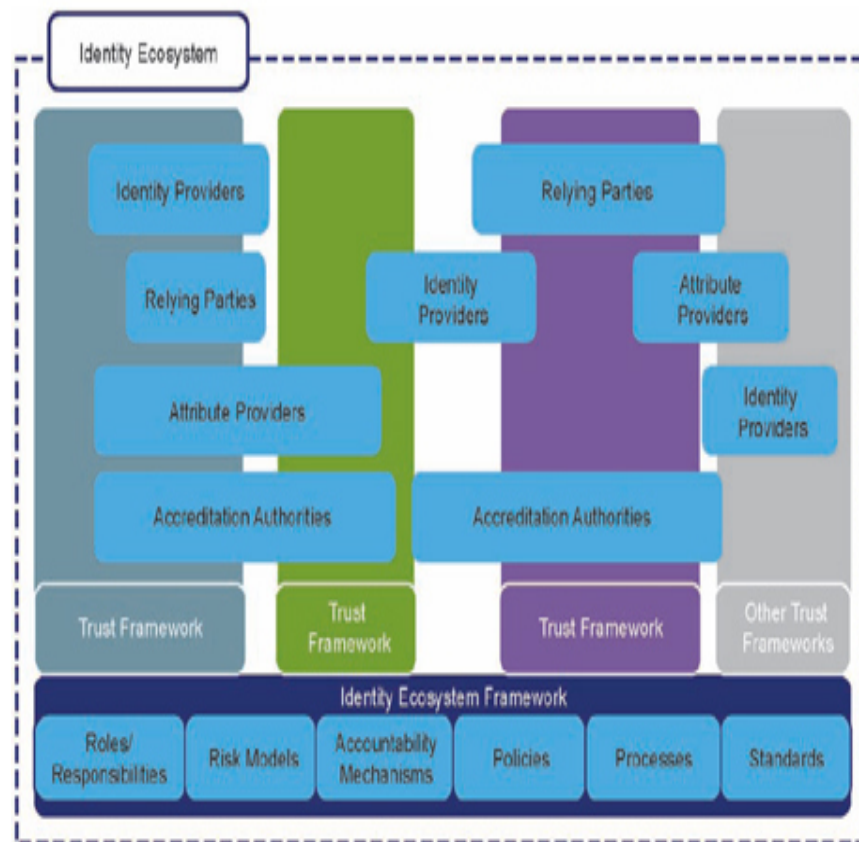 Identity Ecosystem
Identity Providers
Relying Parties
Relying Parties
Identity
Providers
Attribute
Providers
Attribute Providers
Identity
Providers
Accreditation Authorities
Accreditation Authorities
Trust Framework
Trust
Framework
Trust Framework
Other Trust
Frameworks
Identity Ecosystem Framework
Roles/
Responsibilities
Risk Models
Accountability
Mechanisms
Policies
Processes
Standards